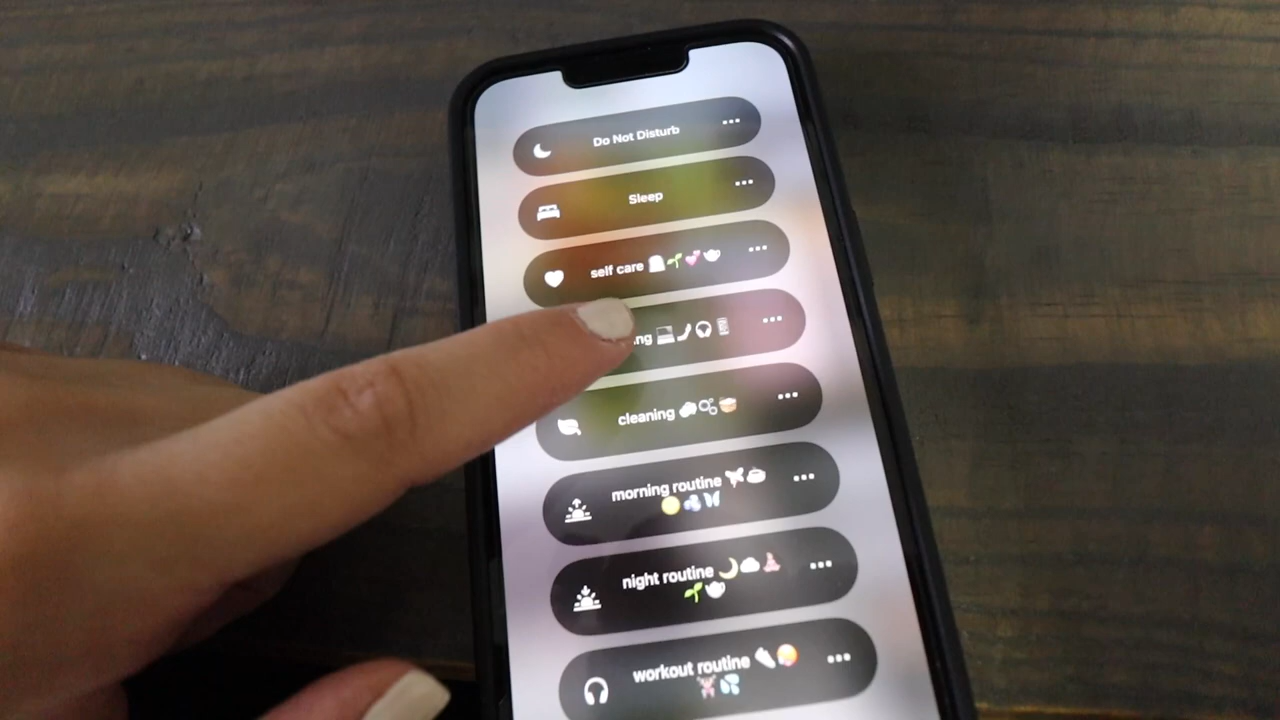 Do Not Disturb
Sleep
self care
cleaning
morning routine
night routine
workout routine